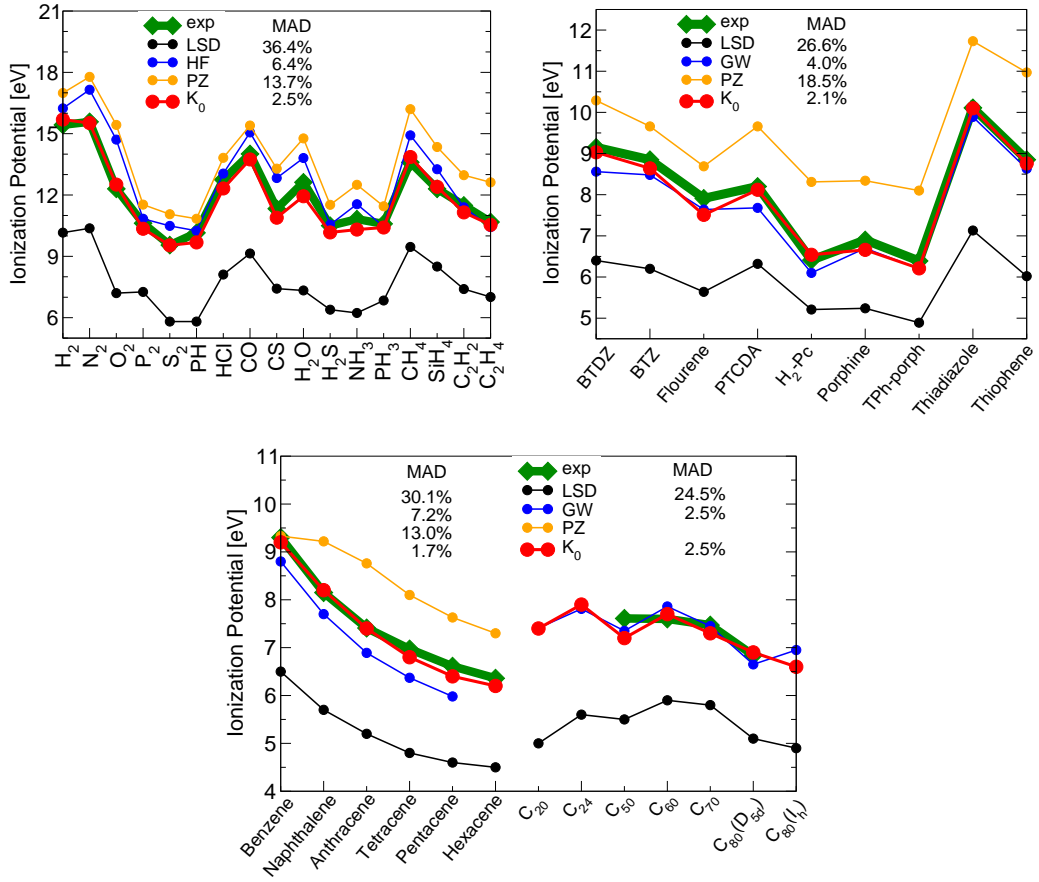 exp MAD
LSD 36.4%
HF 6.4%
PZ 13.7%
K0 2.5%
Ionization Potential [eV]
21
18
15
12
9
6
H2
N2
O2
P2
S2
PH
HCl
CO
CS
H2O
H2S
NH3
PH3
CH4
SiH4
C2H2
C2H4
exp MAD
LSD 26.6%
GW 4.0%
PZ 18.5%
K0 2.1%
Ionization Potential [eV]
12
11
10
9
8
7
6
5
BTDZ
BTZ
Flourene
PTCDA
H2-Pc
Porphine
TPh-porph
Thiadiazole
Thiophene
MAD exp MAD
30.1% LSD 24.5%
7.2% GW 2.5%
13.0% PZ
1.7% K0 2.5%
Ionization Potential [eV]
11
10
9
8
7
6
5
4
Benzene
Naphthalene
Anthracene
Tetracene
Pentacene
Hexacene
C20
C24
C50
C60
C70
C80(D5d)
C80(Ih)